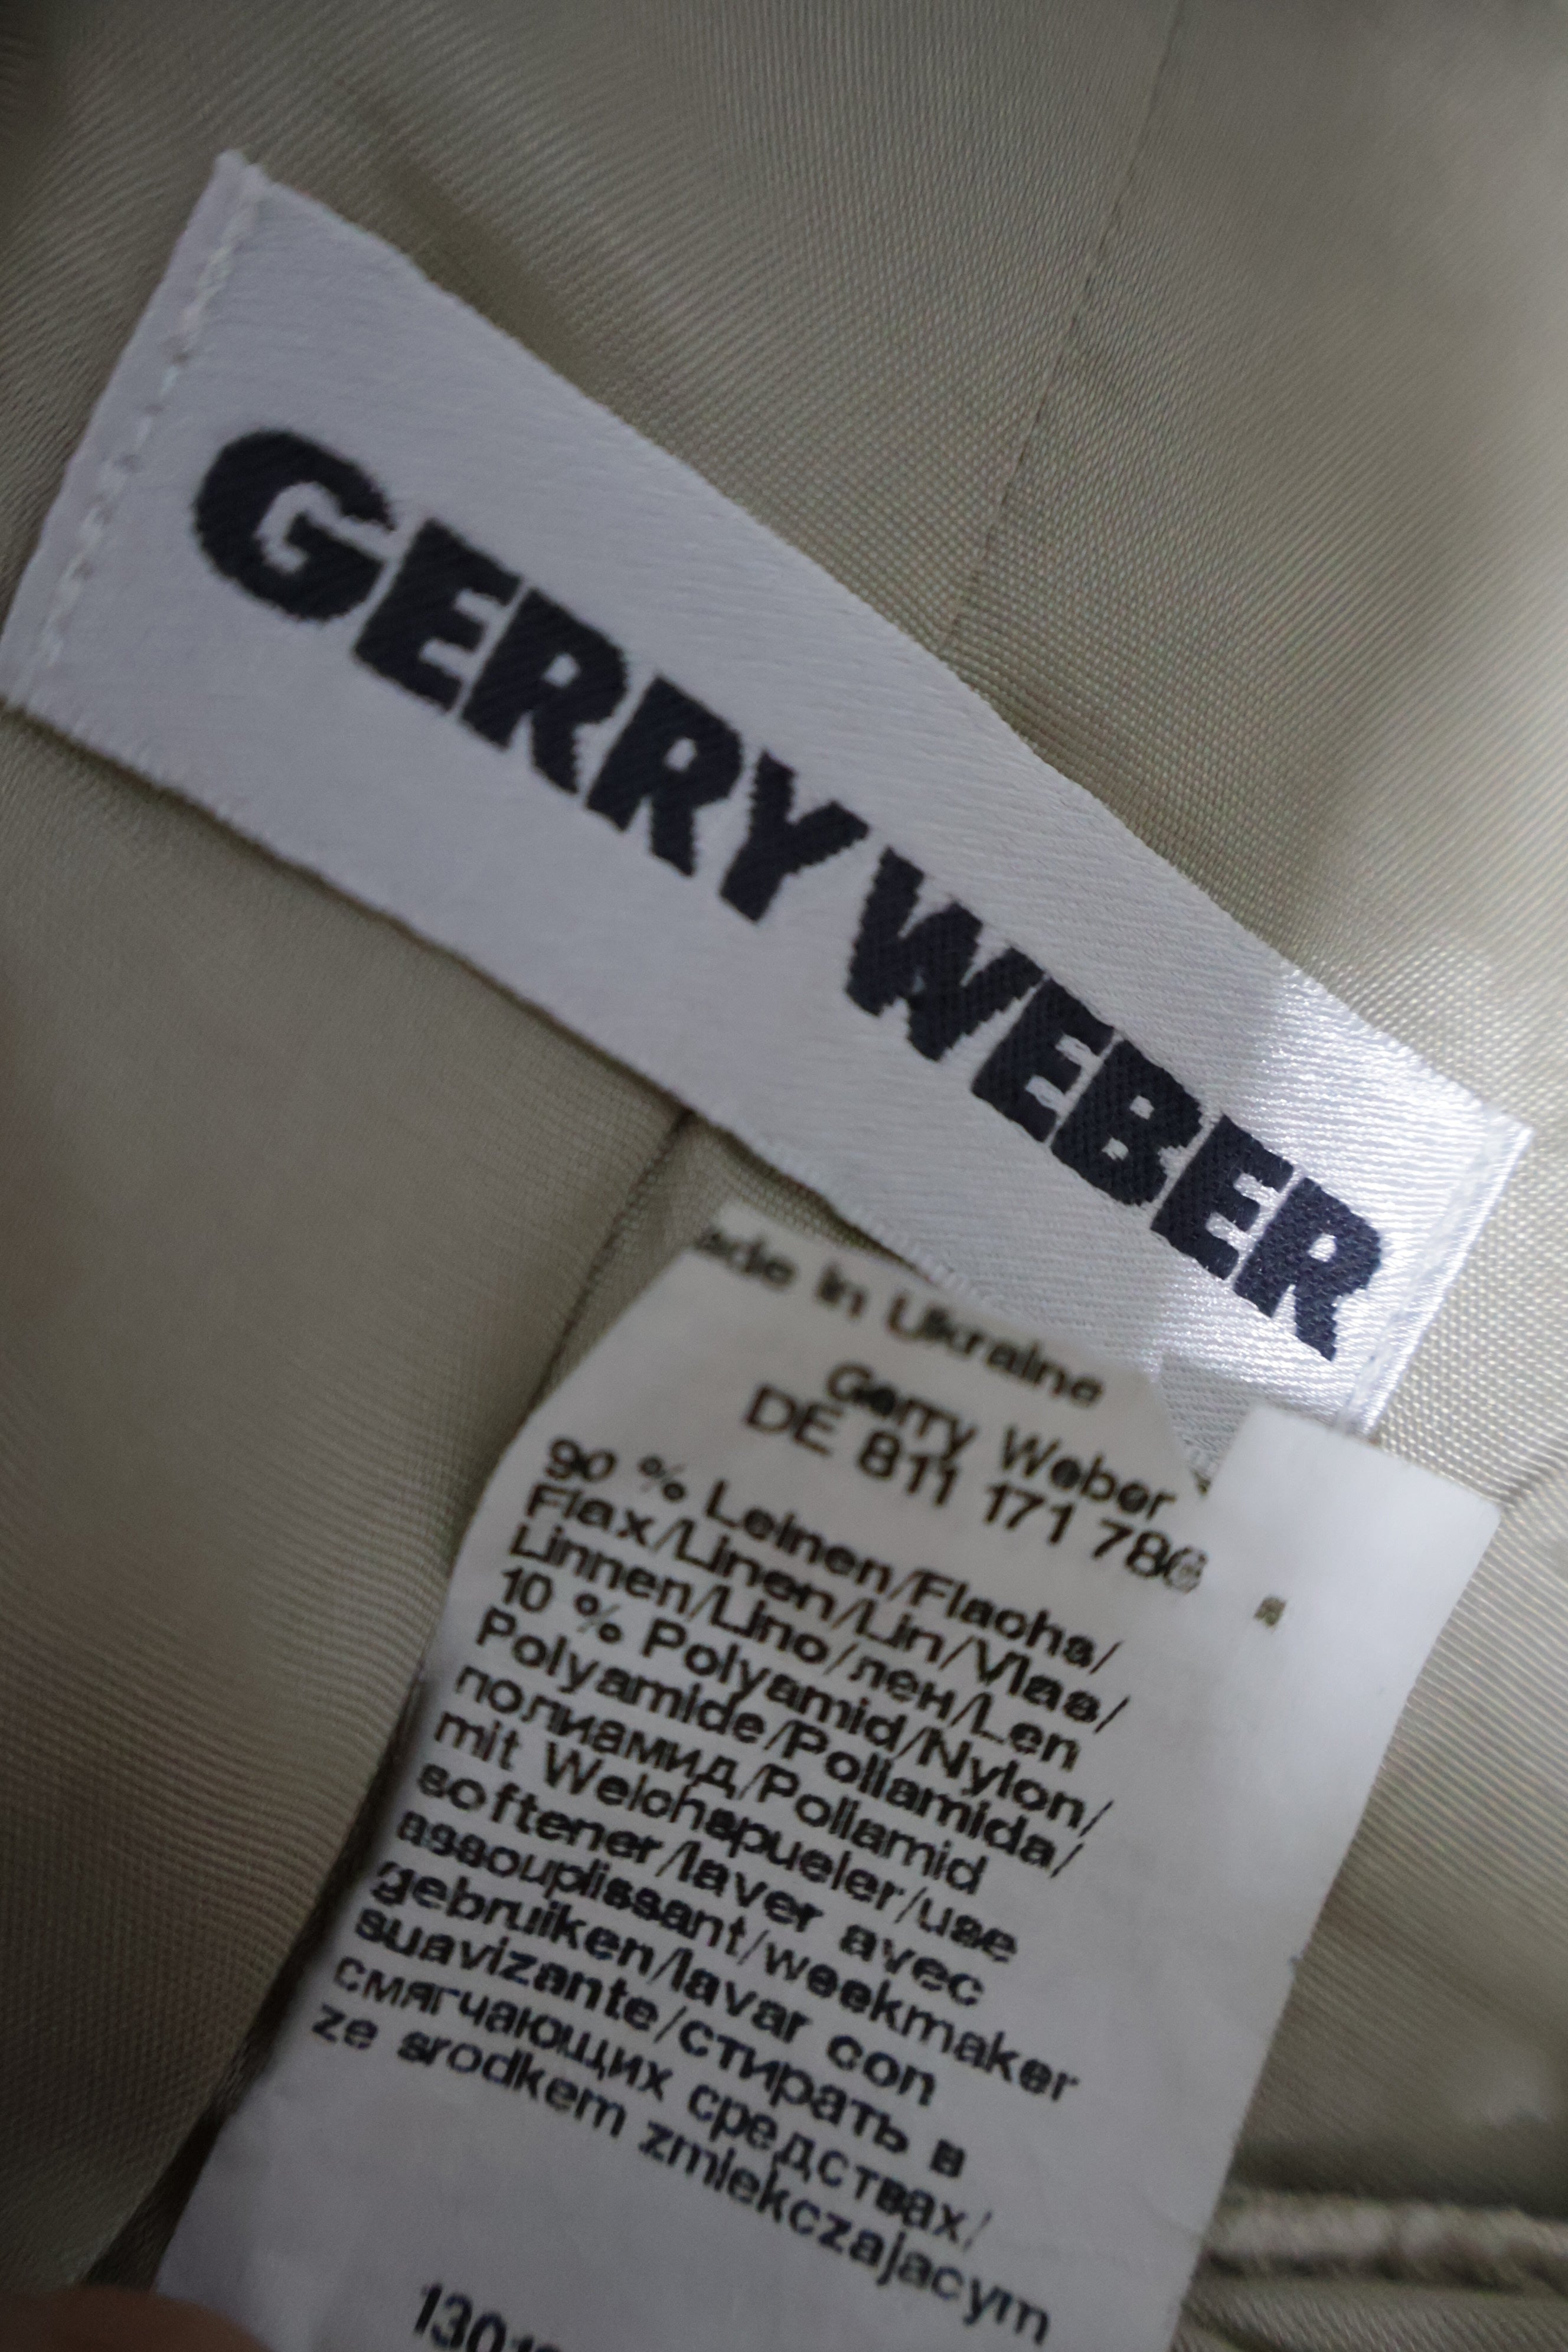 GERRY WEBER
ade in Ukraine
Gerry Weber
DE 811 171 786
90 % Leinen/Flachs/
Flax/Linen/Lin/Vlas/
Linnen/Lino/лен/Len
10 % Polyamid/Nylon/
Polyamide/Poliamida/
полиамид/Poliamid
mit Weichspueler/use
softener/laver avec
assouplissant/weekmaker
gebruiken/lavar con
suavizante/стирать в
смягчающих средствах/
ze srodkem zmiekczajacym